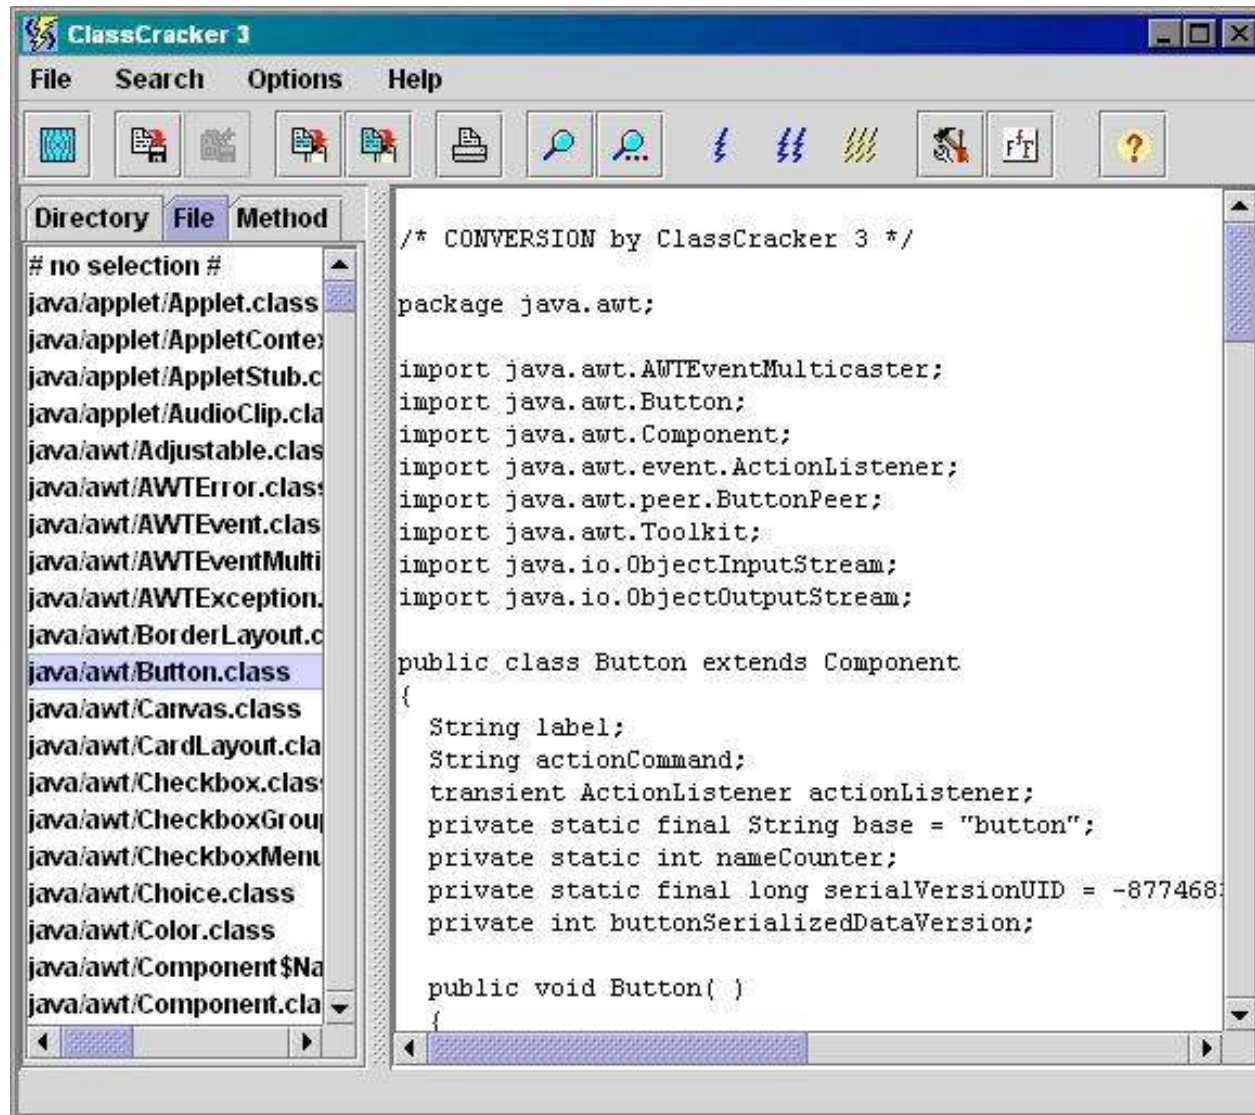 ClassCracker 3
File Search Options Help
Directory File Method
# no selection #
java/applet/Applet.class
java/applet/AppletContex
java/applet/AppletStub.c
java/applet/AudioClip.cla
java/awt/Adjustable.clas
java/awt/AWTError.class
java/awt/AWTEvent.clas
java/awt/AWTEventMulti
java/awt/AWTException.
java/awt/BorderLayout.c
java/awt/Button.class
java/awt/Canvas.class
java/awt/CardLayout.cla
java/awt/Checkbox.class
java/awt/CheckboxGroup
java/awt/CheckboxMenu
java/awt/Choice.class
java/awt/Color.class
java/awt/Component$Na
java/awt/Component.cla
/* CONVERSION by ClassCracker 3 */
package java.awt;
import java.awt.AWTEventMulticaster;
import java.awt.Button;
import java.awt.Component;
import java.awt.event.ActionListener;
import java.awt.peer.ButtonPeer;
import java.awt.Toolkit;
import java.io.ObjectInputStream;
import java.io.ObjectOutputStream;
public class Button extends Component
{
String label;
String actionCommand;
transient ActionListener actionListener;
private static final String base = "button";
private static int nameCounter;
private static final long serialVersionUID = -877468
private int buttonSerializedDataVersion;
public void Button( )
{